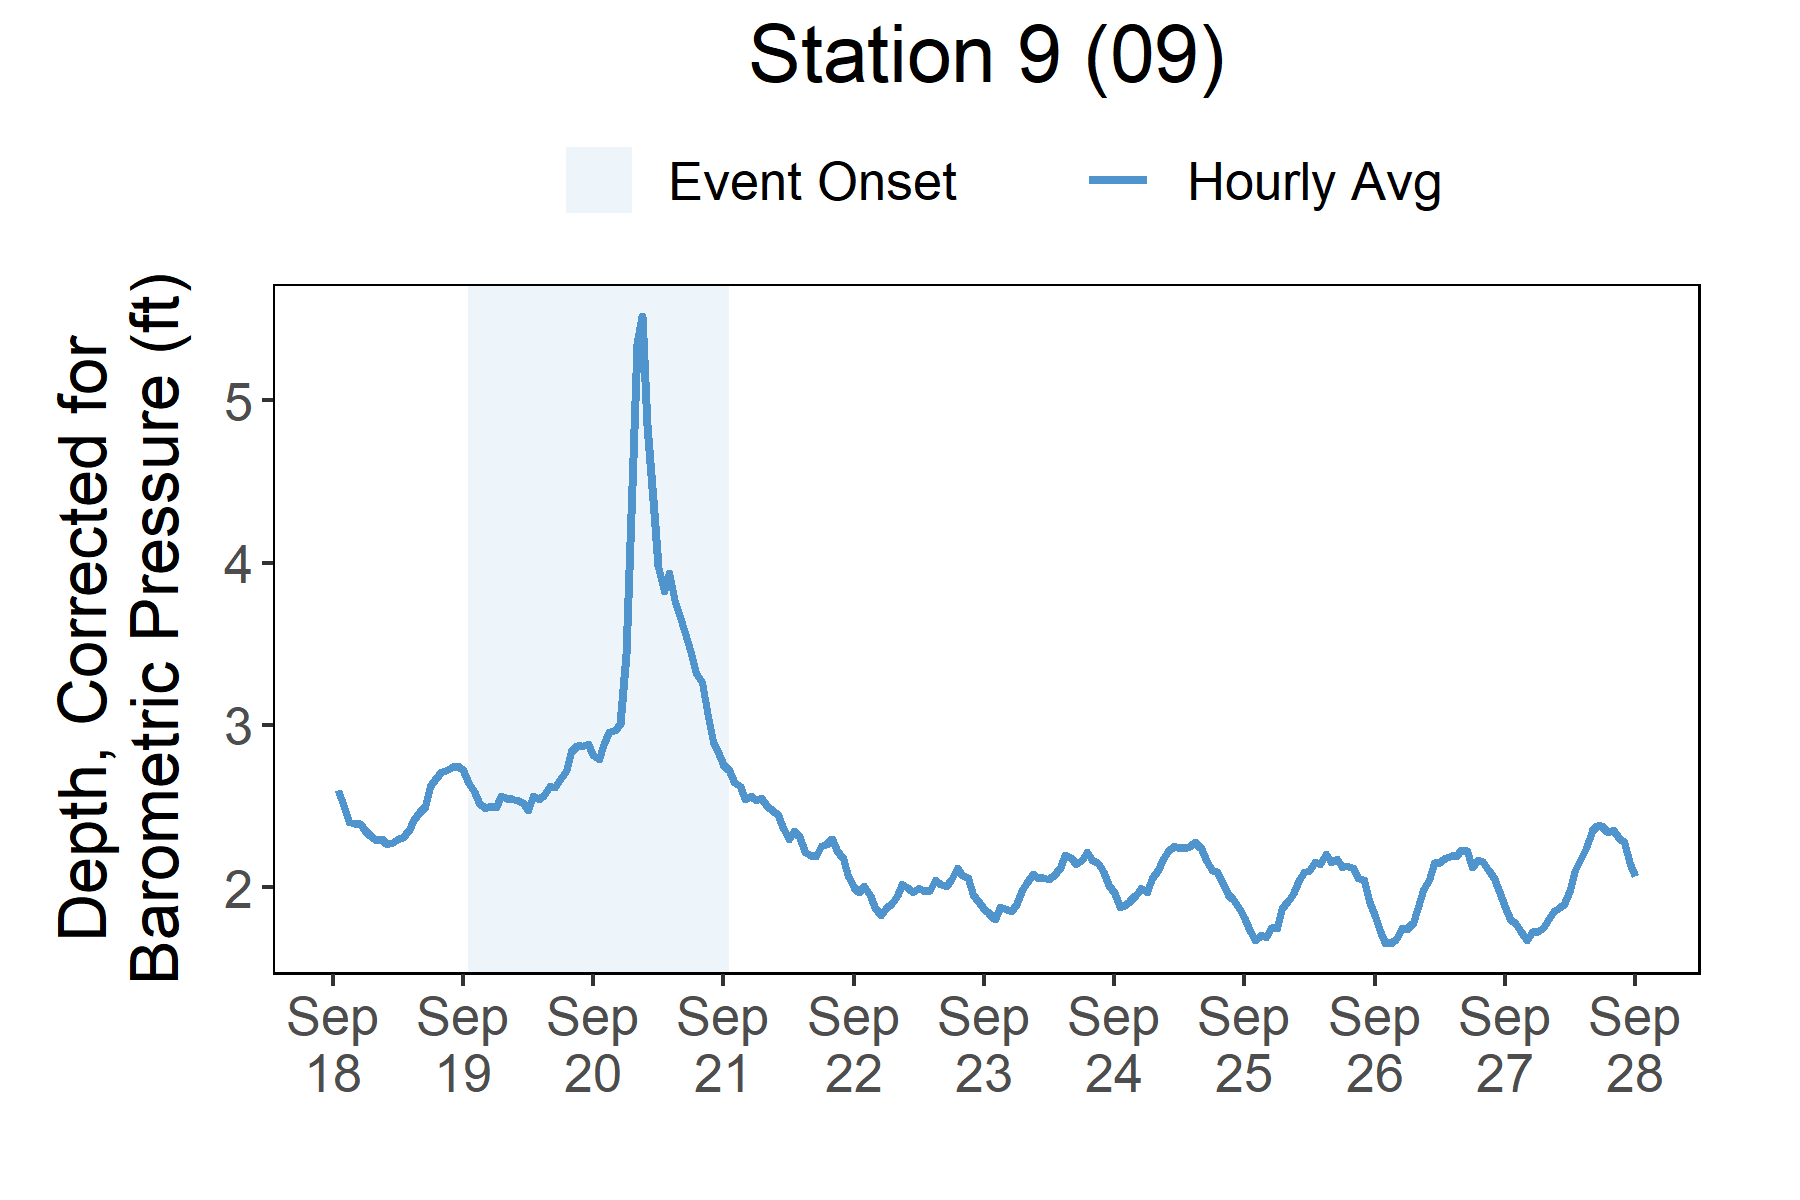 Station 9 (09)
Event Onset
Hourly Avg
Depth, Corrected for
Barometric Pressure (ft)
5
4
3
2
Sep
18
Sep
19
Sep
20
Sep
21
Sep
22
Sep
23
Sep
24
Sep
25
Sep
26
Sep
27
Sep
28